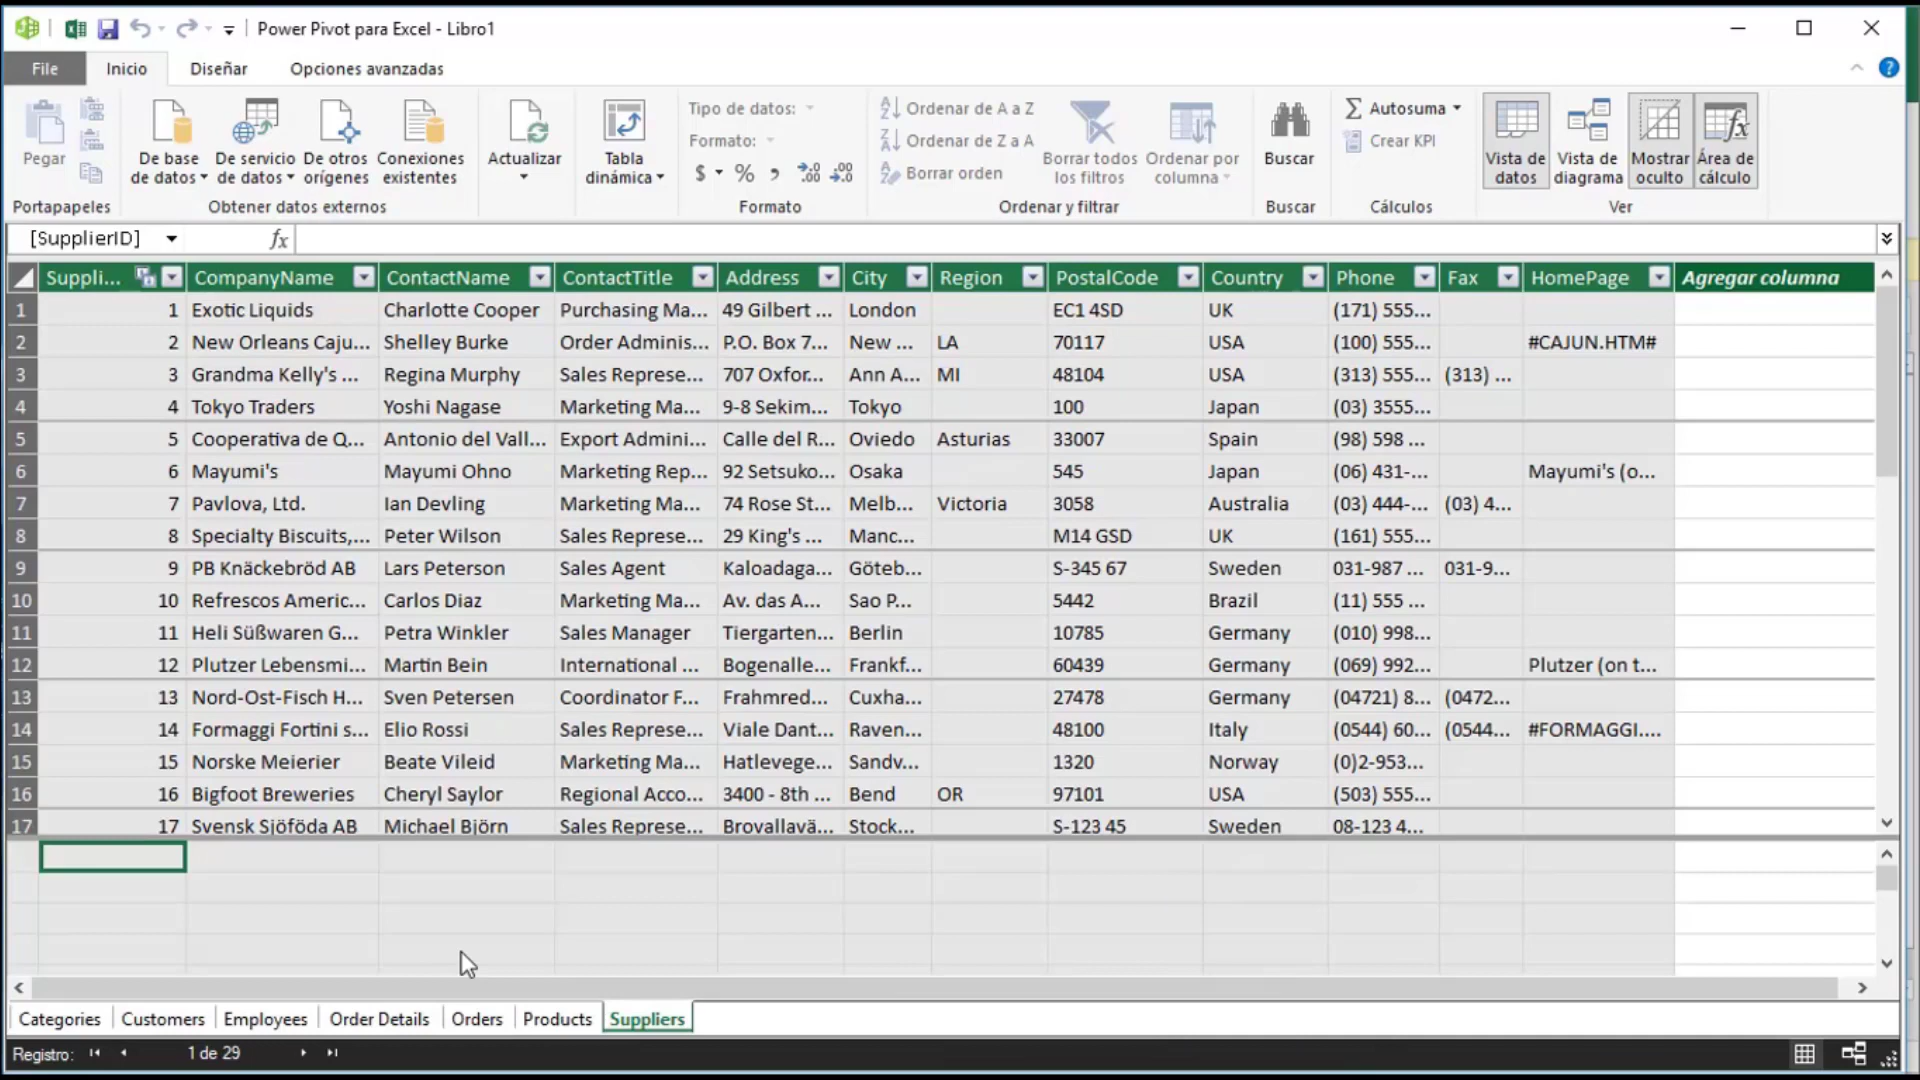 Power Pivot para Excel - Libro1
File Inicio Diseñar Opciones avanzadas
Pegar
Portapapeles
De base de datos
De servicio de datos
De otros orígenes
Conexiones existentes
Obtener datos externos
Actualizar
Tabla dinámica
Tipo de datos:
Formato:
$ % , .00 .00
Formato
Ordenar de A a Z
Ordenar de Z a A
Borrar orden
Borrar todos los filtros
Ordenar por columna
Ordenar y filtrar
Buscar
Buscar
Autosuma
Crear KPI
Cálculos
Vista de datos
Vista de diagrama
Mostrar oculto
Área de cálculo
Ver
[SupplierID] fx
Suppli... CompanyName ContactName ContactTitle Address City Region PostalCode Country Phone Fax HomePage Agregar columna
1 1 Exotic Liquids Charlotte Cooper Purchasing Ma... 49 Gilbert ... London EC1 4SD UK (171) 555...
2 2 New Orleans Caju... Shelley Burke Order Adminis... P.O. Box 7... New ... LA 70117 USA (100) 555... #CAJUN.HTM#
3 3 Grandma Kelly's ... Regina Murphy Sales Represe... 707 Oxfor... Ann A... MI 48104 USA (313) 555... (313) ...
4 4 Tokyo Traders Yoshi Nagase Marketing Ma... 9-8 Sekim... Tokyo 100 Japan (03) 3555...
5 5 Cooperativa de Q... Antonio del Vall... Export Admini... Calle del R... Oviedo Asturias 33007 Spain (98) 598 ...
6 6 Mayumi's Mayumi Ohno Marketing Rep... 92 Setsuko... Osaka 545 Japan (06) 431-... Mayumi's (o...
7 7 Pavlova, Ltd. Ian Devling Marketing Ma... 74 Rose St... Melb... Victoria 3058 Australia (03) 444-... (03) 4...
8 8 Specialty Biscuits,... Peter Wilson Sales Represe... 29 King's ... Manc... M14 GSD UK (161) 555...
9 9 PB Knäckebröd AB Lars Peterson Sales Agent Kaloadaga... Göteb... S-345 67 Sweden 031-987 ... 031-9...
10 10 Refrescos Americ... Carlos Diaz Marketing Ma... Av. das A... Sao P... 5442 Brazil (11) 555 ...
11 11 Heli Süßwaren G... Petra Winkler Sales Manager Tiergarten... Berlin 10785 Germany (010) 998...
12 12 Plutzer Lebensmi... Martin Bein International ... Bogenalle... Frankf... 60439 Germany (069) 992... Plutzer (on t...
13 13 Nord-Ost-Fisch H... Sven Petersen Coordinator F... Frahmred... Cuxha... 27478 Germany (04721) 8... (0472...
14 14 Formaggi Fortini s... Elio Rossi Sales Represe... Viale Dant... Raven... 48100 Italy (0544) 60... (0544... #FORMAGGI....
15 15 Norske Meierier Beate Vileid Marketing Ma... Hatlevege... Sandv... 1320 Norway (0)2-953...
16 16 Bigfoot Breweries Cheryl Saylor Regional Acco... 3400 - 8th ... Bend OR 97101 USA (503) 555...
17 17 Svensk Sjöföda AB Michael Björn Sales Represe... Brovallavä... Stock... S-123 45 Sweden 08-123 4...
Categories Customers Employees Order Details Orders Products Suppliers
Registro: 1 de 29